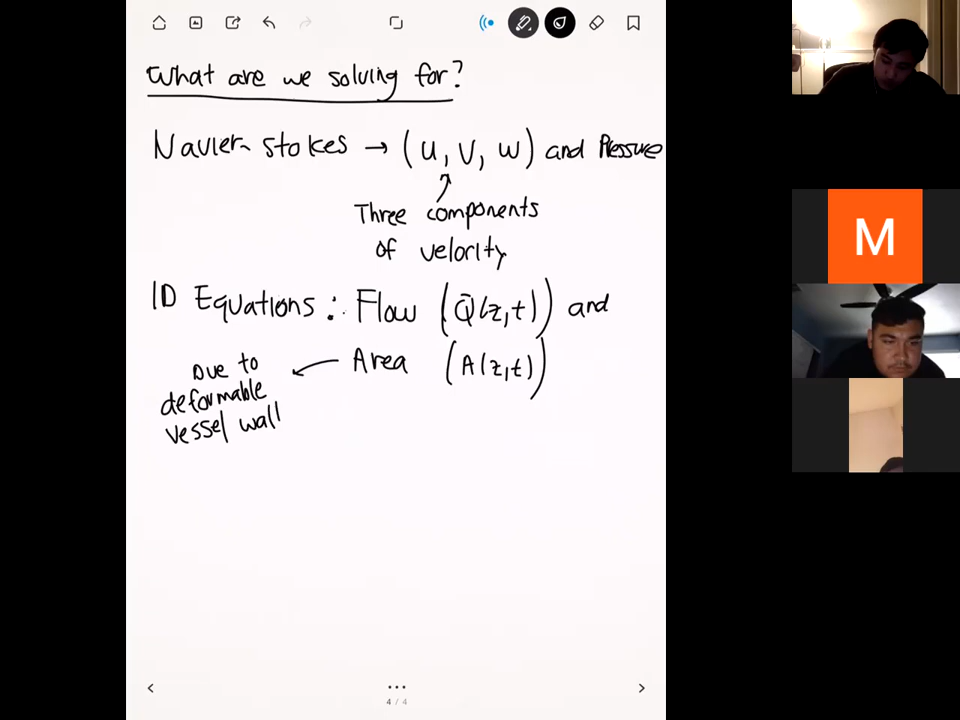 What are we solving for?
Navier-Stokes → (u, v, w) and Pressure
Three components
of velocity
1D Equations: Flow (Q(z,t)) and
Area (A(z,t))
Due to
deformable
vessel wall
4 / 4
M